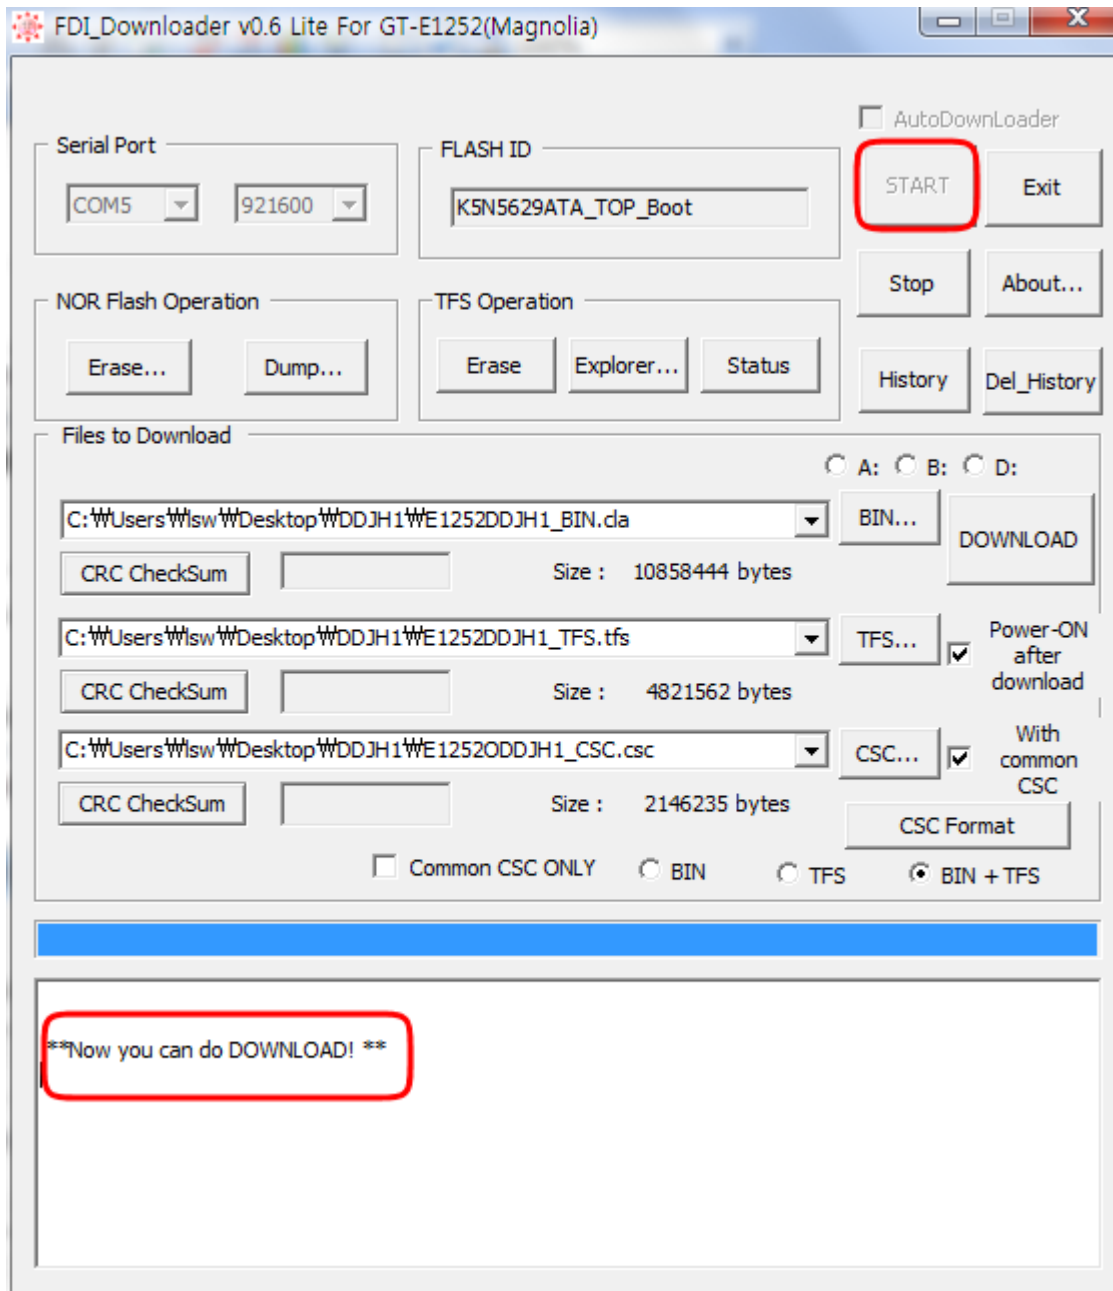 FDI_Downloader v0.6 Lite For GT-E1252(Magnolia)
AutoDownLoader
Serial Port
COM5
921600
FLASH ID
K5N5629ATA_TOP_Boot
START
Exit
Stop
About...
NOR Flash Operation
Erase...
Dump...
TFS Operation
Erase
Explorer...
Status
History
Del_History
Files to Download
A:
B:
D:
C:₩Users₩lsw₩Desktop₩DDJH1₩E1252DDJH1_BIN.cla
BIN...
DOWNLOAD
CRC CheckSum
Size : 10858444 bytes
C:₩Users₩lsw₩Desktop₩DDJH1₩E1252DDJH1_TFS.tfs
TFS...
Power-ON
after
download
CRC CheckSum
Size : 4821562 bytes
C:₩Users₩lsw₩Desktop₩DDJH1₩E1252ODDJH1_CSC.csc
CSC...
With
common
CSC
CRC CheckSum
Size : 2146235 bytes
CSC Format
Common CSC ONLY
BIN
TFS
BIN + TFS
**Now you can do DOWNLOAD! **